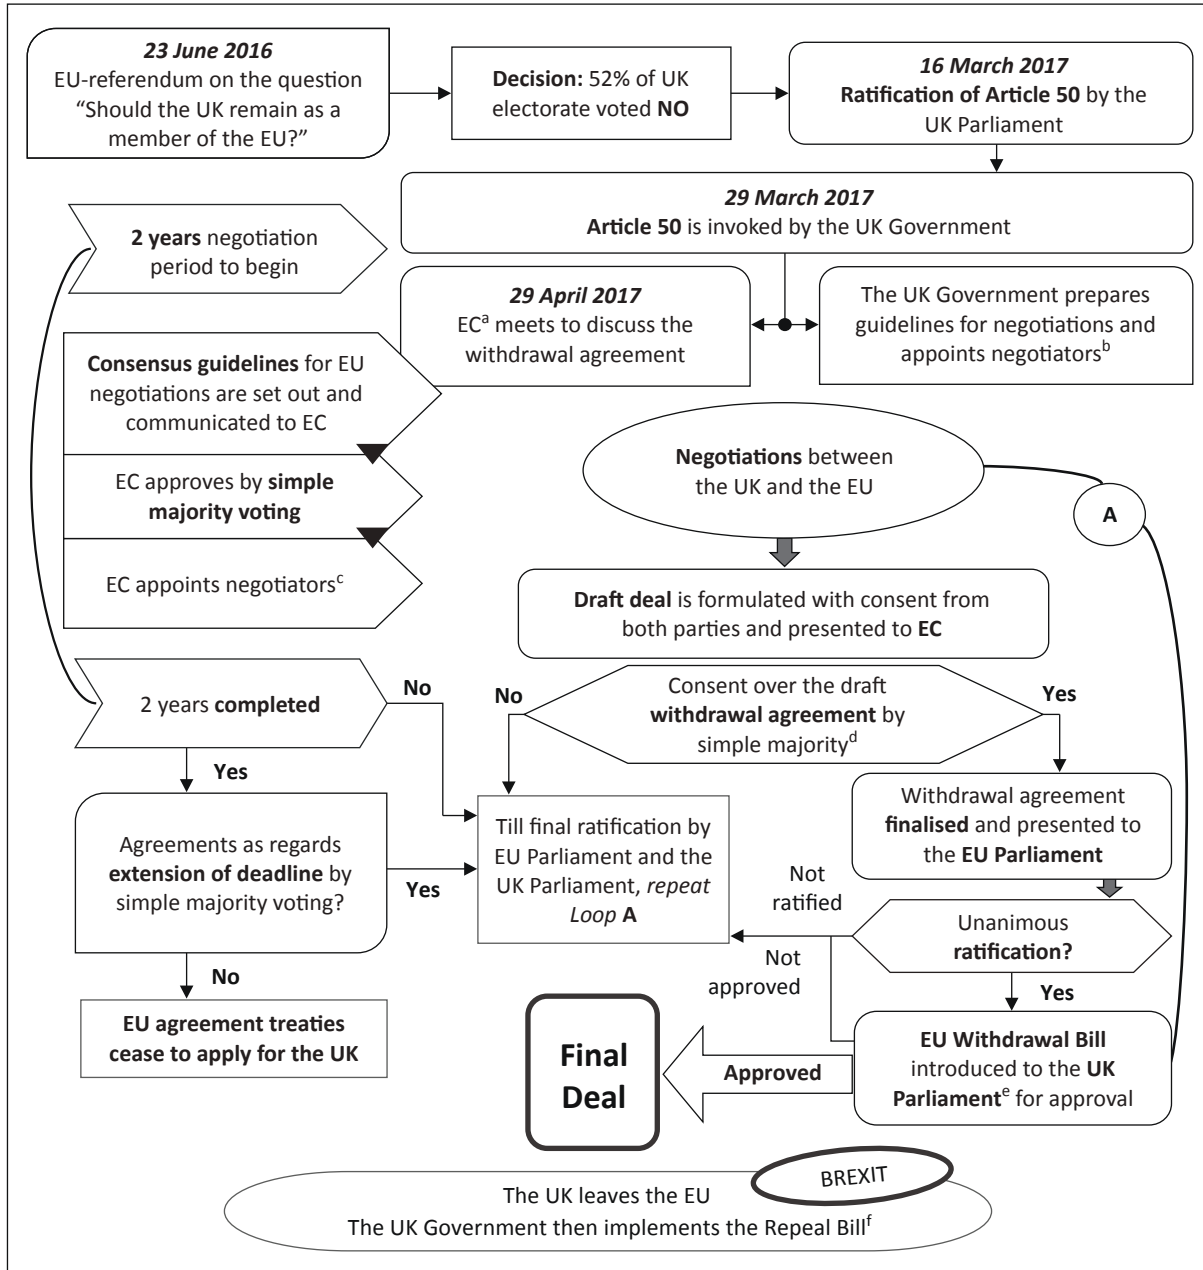 23 June 2016
EU-referendum on the question
“Should the UK remain as a
member of the EU?”
Decision: 52% of UK
electorate voted NO
16 March 2017
Ratification of Article 50 by the
UK Parliament
29 March 2017
Article 50 is invoked by the UK Government
2 years negotiation
period to begin
29 April 2017
ECa meets to discuss the
withdrawal agreement
The UK Government prepares
guidelines for negotiations and
appoints negotiatorsb
Consensus guidelines for EU
negotiations are set out and
communicated to EC
EC approves by simple
majority voting
EC appoints negotiatorsc
Negotiations between
the UK and the EU
A
Draft deal is formulated with consent from
both parties and presented to EC
2 years completed
No
Yes
No
Consent over the draft
withdrawal agreement by
simple majorityd
Yes
Agreements as regards
extension of deadline by
simple majority voting?
Yes
No
EU agreement treaties
cease to apply for the UK
Till final ratification by
EU Parliament and the
UK Parliament, repeat
Loop A
Withdrawal agreement
finalised and presented to
the EU Parliament
Not
ratified
Unanimous
ratification?
Not
approved
Yes
EU Withdrawal Bill
introduced to the UK
Parliamente for approval
Approved
Final
Deal
BREXIT
The UK leaves the EU
The UK Government then implements the Repeal Billf